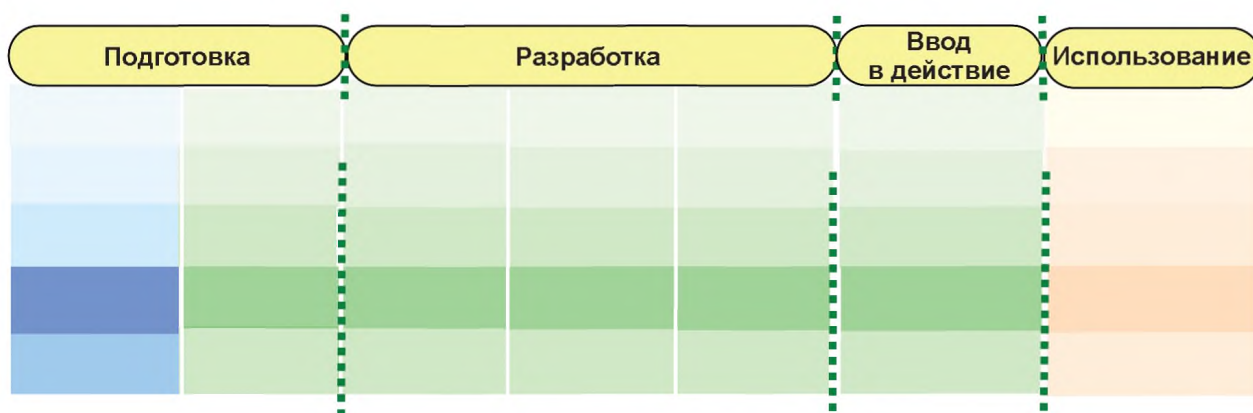 Подготовка
Разработка
Ввод
в действие
Использование